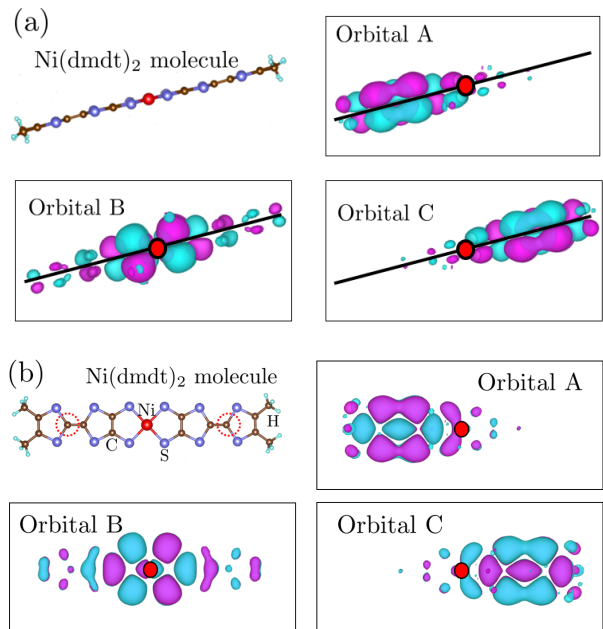 (a)
Ni(dmdt)₂ molecule
Orbital A
Orbital B
Orbital C
(b)
Ni(dmdt)₂ molecule
Ni
H
C
S
Orbital A
Orbital B
Orbital C